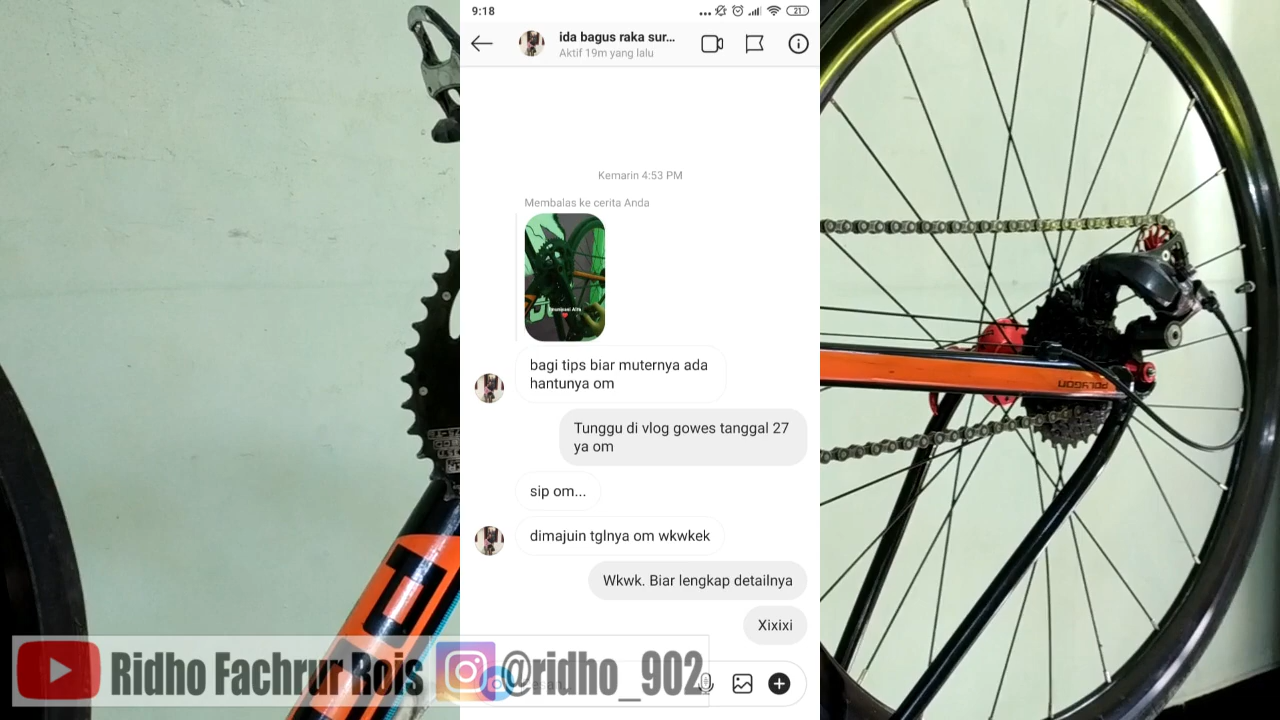 9:18
21
ida bagus raka sur...
Aktif 19m yang lalu
Kemarin 4:53 PM
Membalas ke cerita Anda
bagi tips biar muternya ada
hantunya om
Tunggu di vlog gowes tanggal 27
ya om
sip om...
dimajuin tglnya om wkwkek
Wkwk. Biar lengkap detailnya
Xixixi
POLYGON
Ridho Fachrur Rois @ridho_902